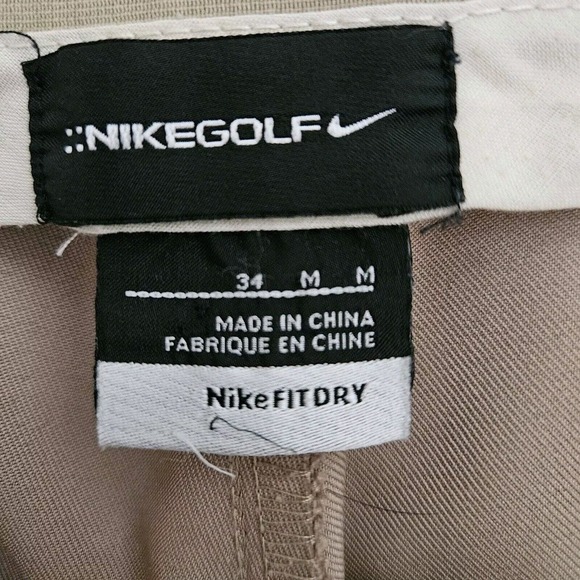 ::NIKEGOLF
34 M M
MADE IN CHINA
FABRIQUE EN CHINE
NikeFITDRY